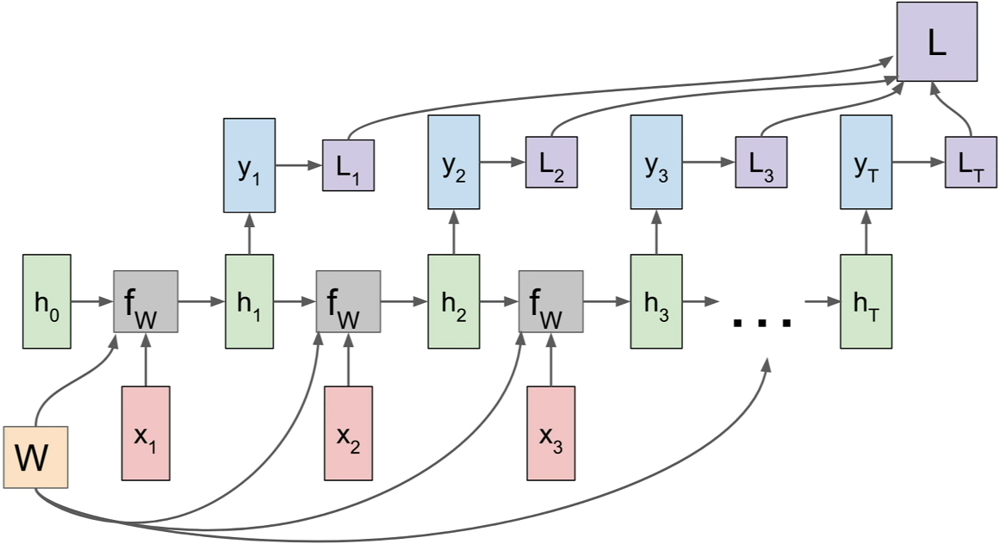 L
y1 L1 y2 L2 y3 L3 yT LT
h0 fW h1 fW h2 fW h3 ... hT
W x1 x2 x3